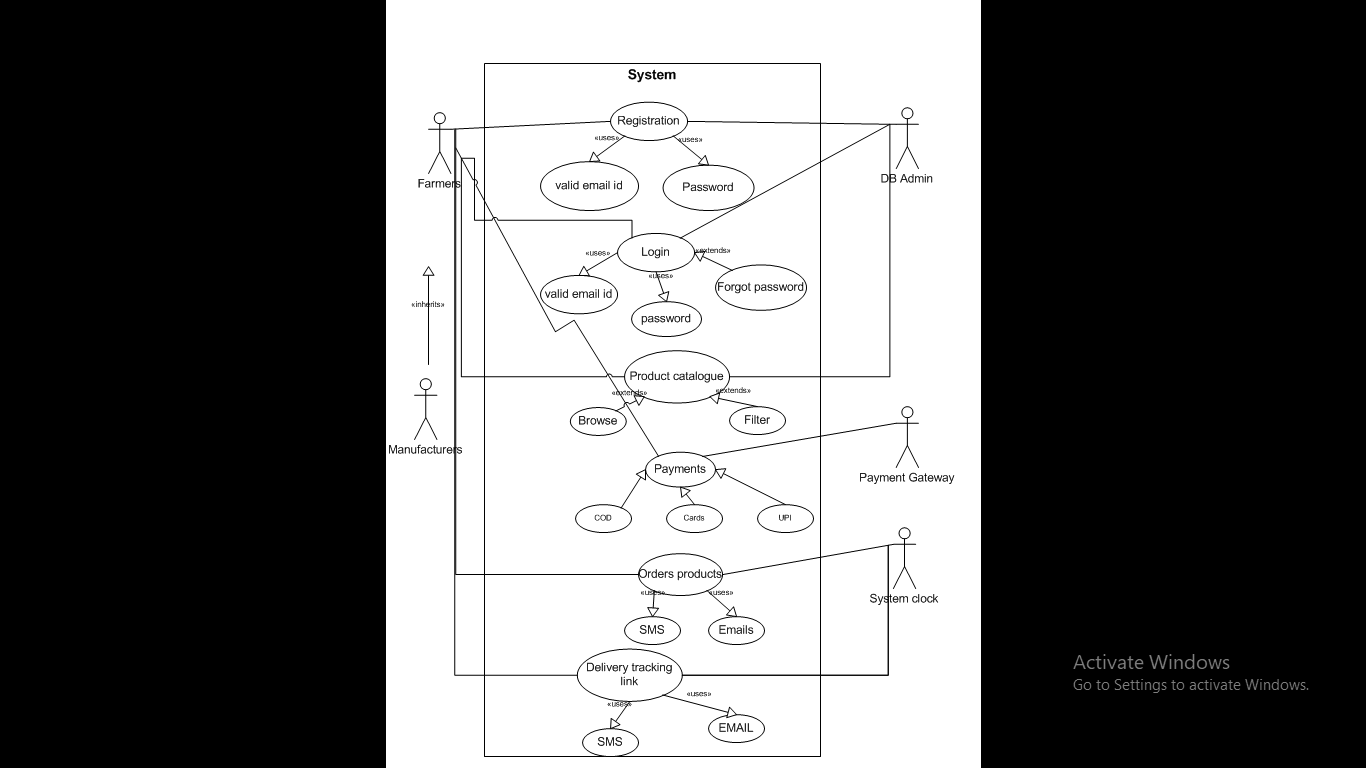 System
Registration
«uses»
«uses»
valid email id
Password
Farmers
DB Admin
Login
«uses»
«extends»
«uses»
valid email id
Forgot password
password
«inherits»
Product catalogue
«extends»
«extends»
Browse
Filter
Manufacturers
Payments
Payment Gateway
COD
Cards
UPI
Orders products
«uses»
«uses»
System clock
SMS
Emails
Delivery tracking
link
«uses»
«uses»
SMS
EMAIL
Activate Windows
Go to Settings to activate Windows.